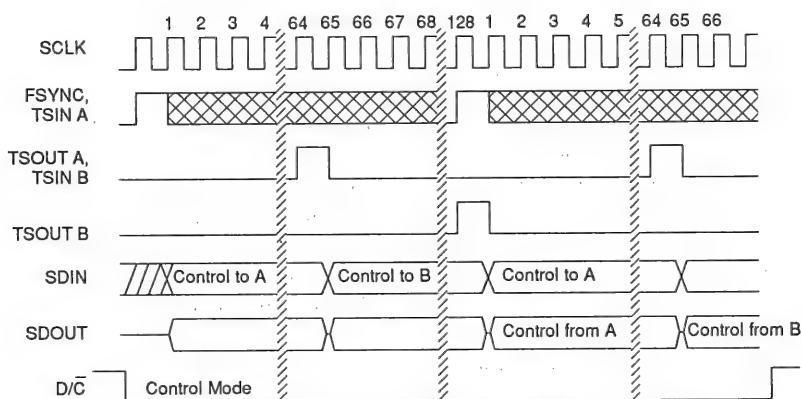 1 2 3 4 64 65 66 67 68 128 1 2 3 4 5 64 65 66
SCLK
FSYNC,
TSIN A
TSOUT A,
TSIN B
TSOUT B
SDIN Control to A Control to B Control to A
SDOUT Control from A Control from B
D/C̅ Control Mode